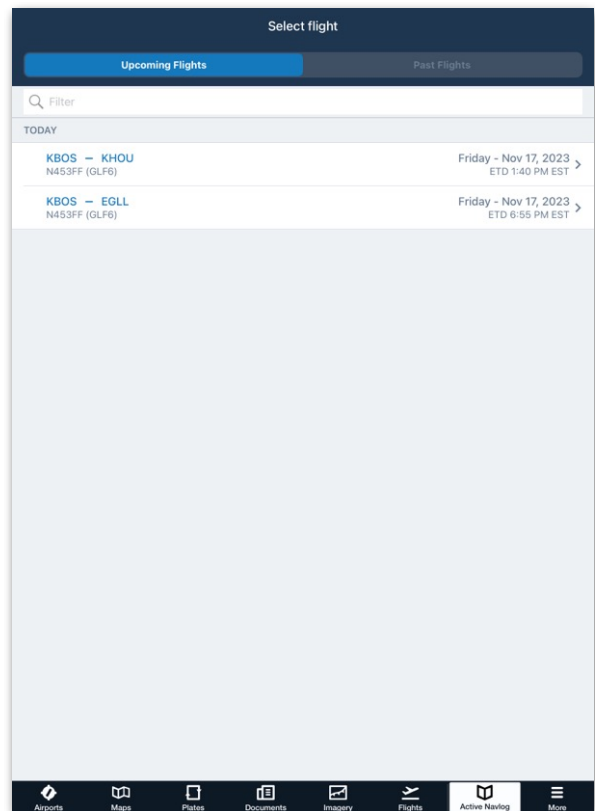 Select flight
Upcoming Flights Past Flights
Filter
TODAY
KBOS – KHOU Friday - Nov 17, 2023
N453FF (GLF6) ETD 1:40 PM EST
KBOS – EGLL Friday - Nov 17, 2023
N453FF (GLF6) ETD 6:55 PM EST
Airports Maps Plates Documents Imagery Flights Active Navlog More